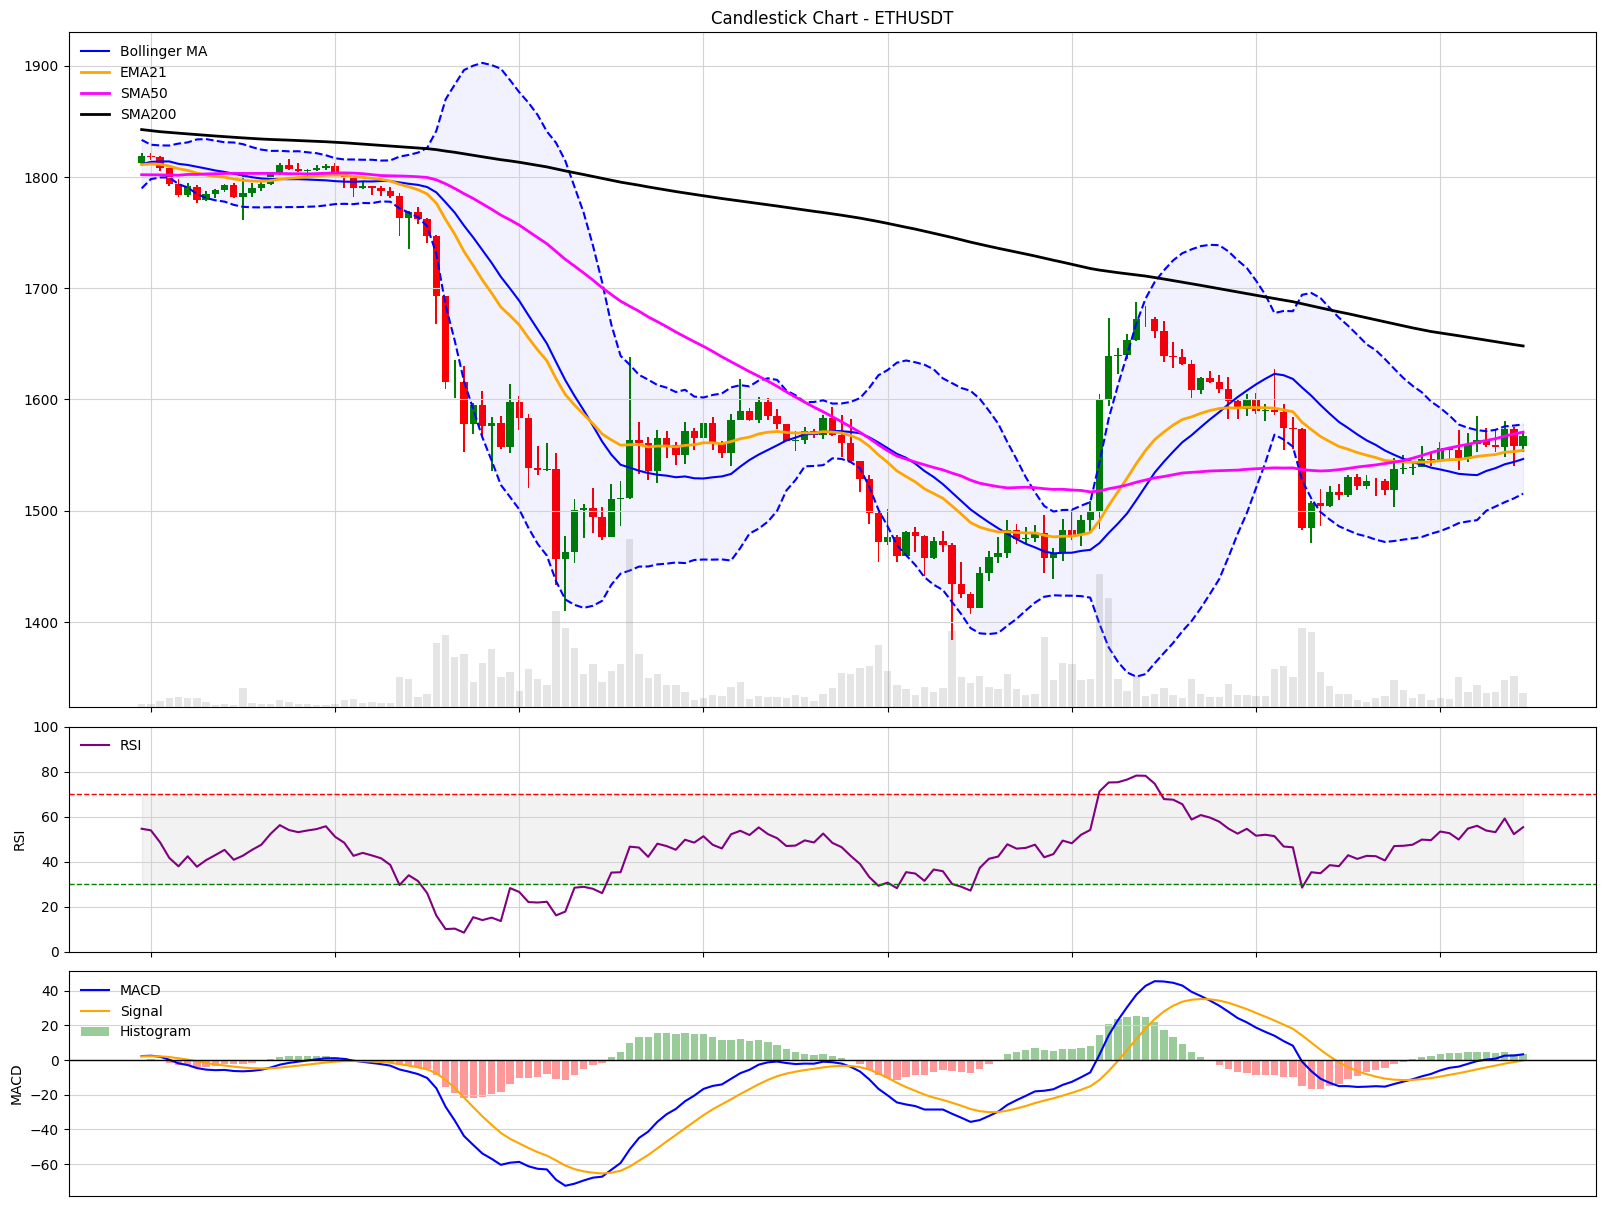 Candlestick Chart - ETHUSDT
Bollinger MA
EMA21
SMA50
SMA200
1900
1800
1700
1600
1500
1400
RSI
100
80
60
40
20
0
RSI
MACD
Signal
Histogram
40
20
0
−20
−40
−60
MACD